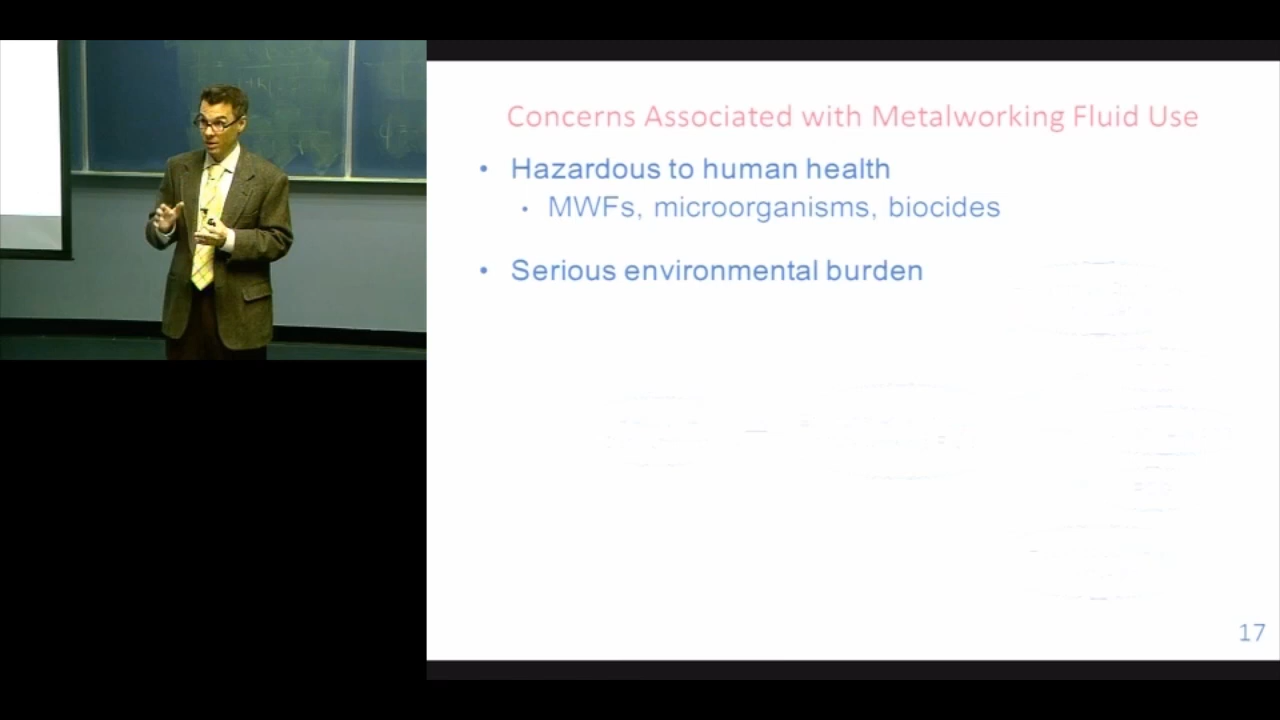 Concerns Associated with Metalworking Fluid Use
• Hazardous to human health
• MWFs, microorganisms, biocides
• Serious environmental burden
17